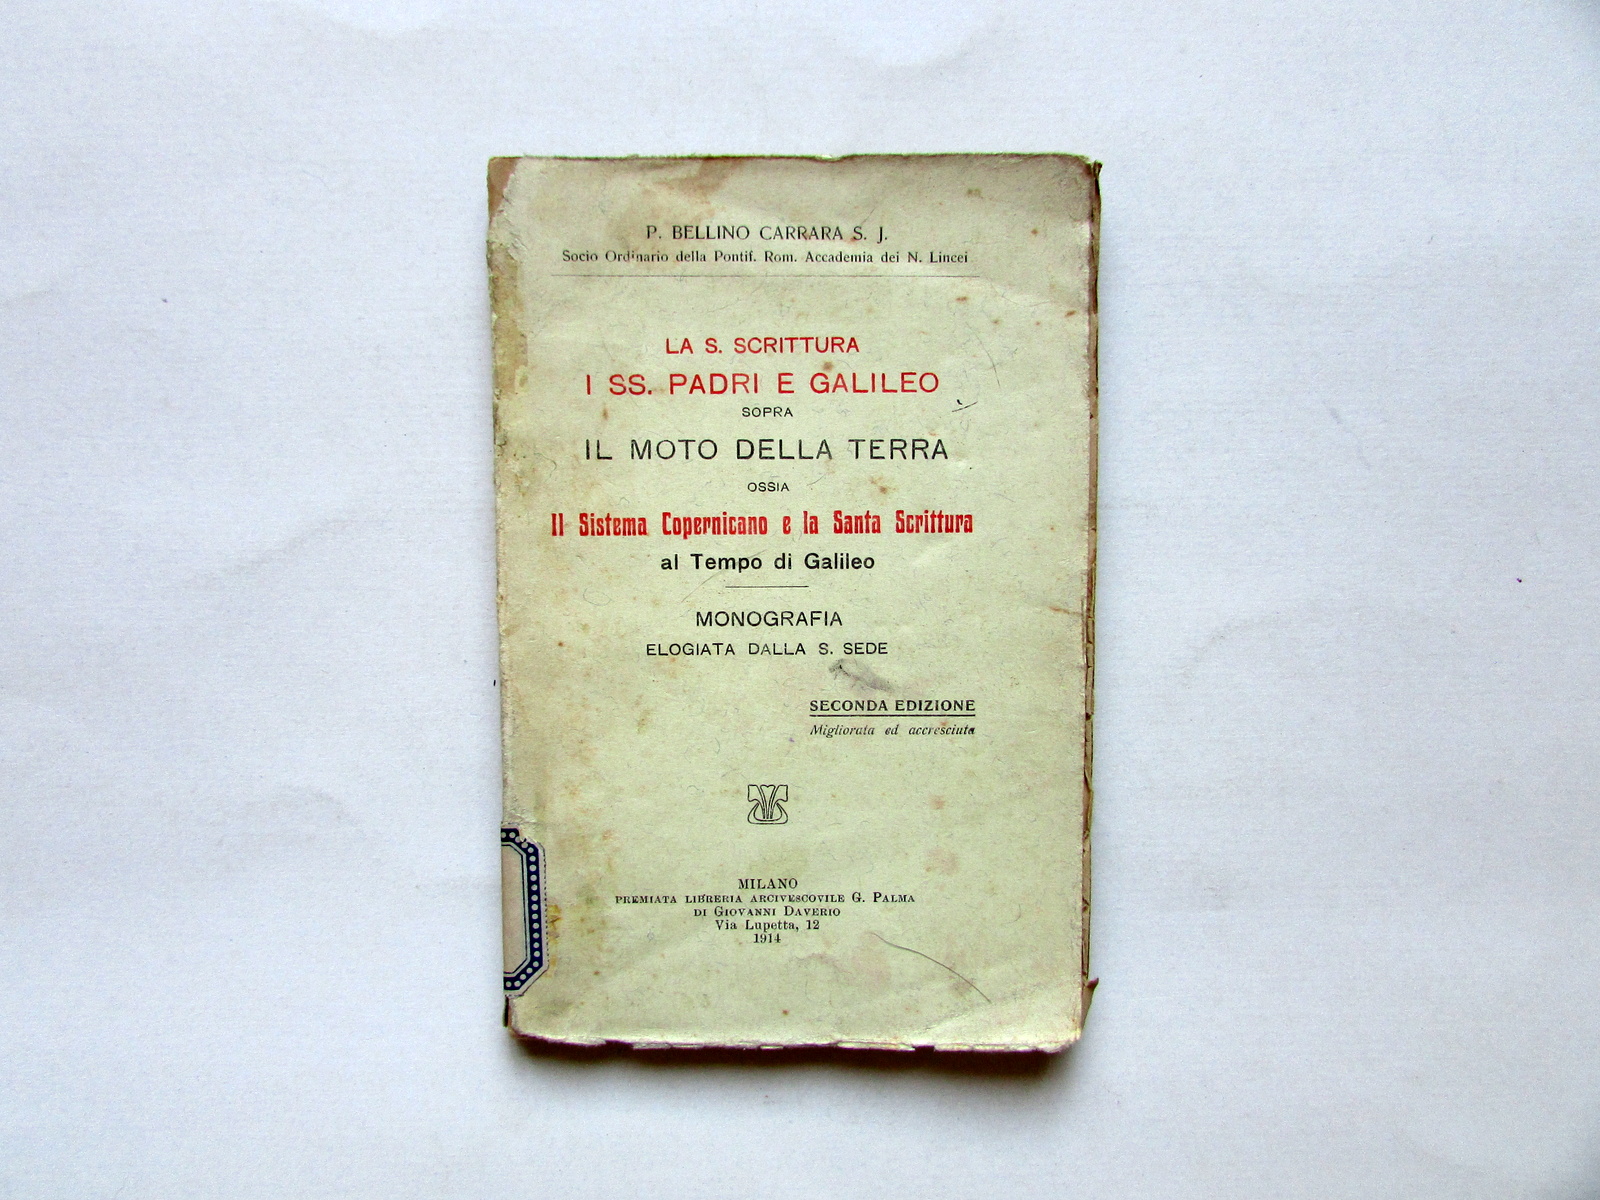 P. BELLINO CARRARA S. J.
Socio Ordinario della Pontif. Rom. Accademia dei N. Lincei
LA S. SCRITTURA
I SS. PADRI E GALILEO
SOPRA
IL MOTO DELLA TERRA
OSSIA
Il Sistema Copernicano e la Santa Scrittura
al Tempo di Galileo
MONOGRAFIA
ELOGIATA DALLA S. SEDE
SECONDA EDIZIONE
Migliorata ed accresciuta
MILANO
PREMIATA LIBRERIA ARCIVESCOVILE G. PALMA
DI GIOVANNI DAVERIO
Via Lupetta, 12
1914